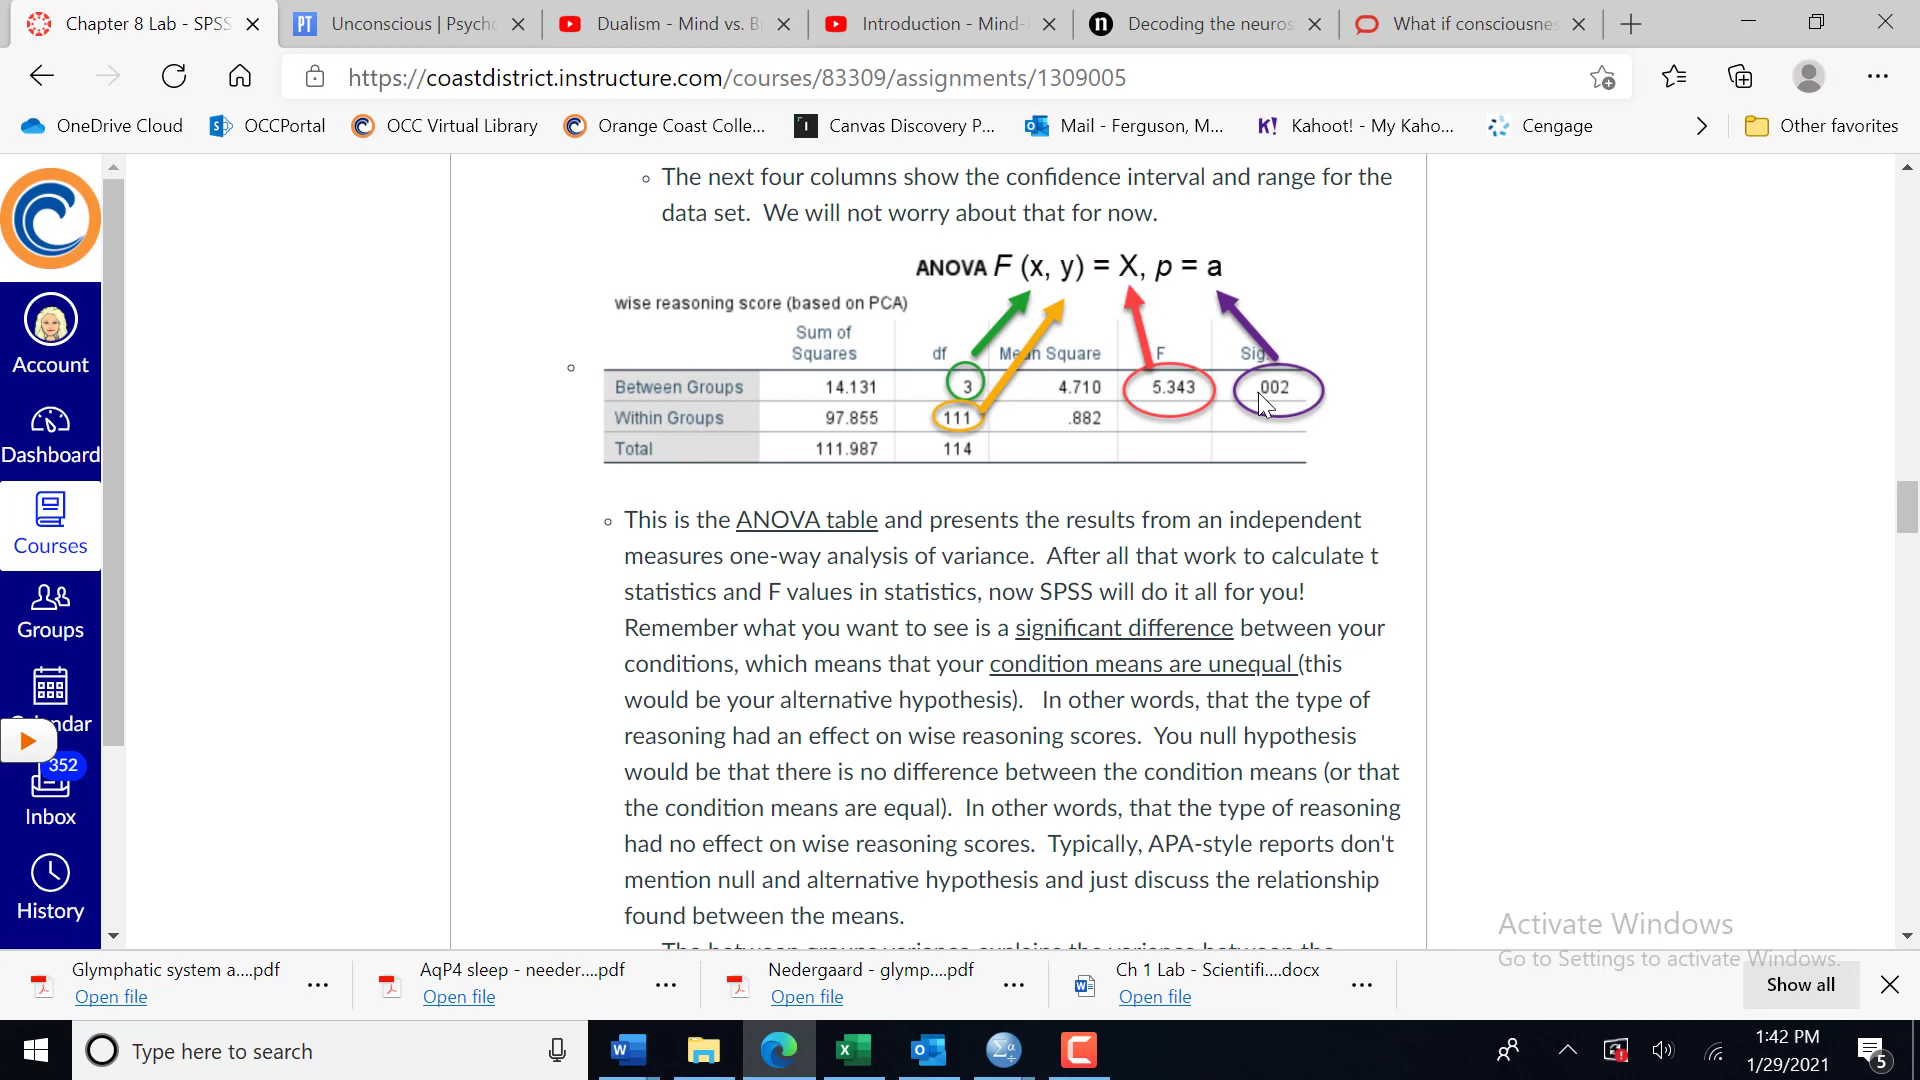 Chapter 8 Lab - SPSS
PT Unconscious | Psycho
Dualism - Mind vs. B
Introduction - Mind-
n Decoding the neuros
What if consciousnes
https://coastdistrict.instructure.com/courses/83309/assignments/1309005
OneDrive Cloud
OCCPortal
OCC Virtual Library
Orange Coast Colle...
Canvas Discovery P...
Mail - Ferguson, M...
K! Kahoot! - My Kaho...
Cengage
Other favorites
Account
Dashboard
Courses
Groups
352
Inbox
History
The next four columns show the confidence interval and range for the
data set. We will not worry about that for now.
ANOVA F (x, y) = X, p = a
wise reasoning score (based on PCA)
Sum of Squares df Mean Square F Sig.
Between Groups 14.131 3 4.710 5.343 .002
Within Groups 97.855 111 .882
Total 111.987 114
This is the ANOVA table and presents the results from an independent
measures one-way analysis of variance. After all that work to calculate t
statistics and F values in statistics, now SPSS will do it all for you!
Remember what you want to see is a significant difference between your
conditions, which means that your condition means are unequal (this
would be your alternative hypothesis). In other words, that the type of
reasoning had an effect on wise reasoning scores. You null hypothesis
would be that there is no difference between the condition means (or that
the condition means are equal). In other words, that the type of reasoning
had no effect on wise reasoning scores. Typically, APA-style reports don't
mention null and alternative hypothesis and just discuss the relationship
found between the means.
Activate Windows
Go to Settings to activate Windows.
Glymphatic system a....pdf
Open file
AqP4 sleep - needer....pdf
Open file
Nedergaard - glymp....pdf
Open file
Ch 1 Lab - Scientifi....docx
Open file
Show all
Type here to search
1:42 PM
1/29/2021
5